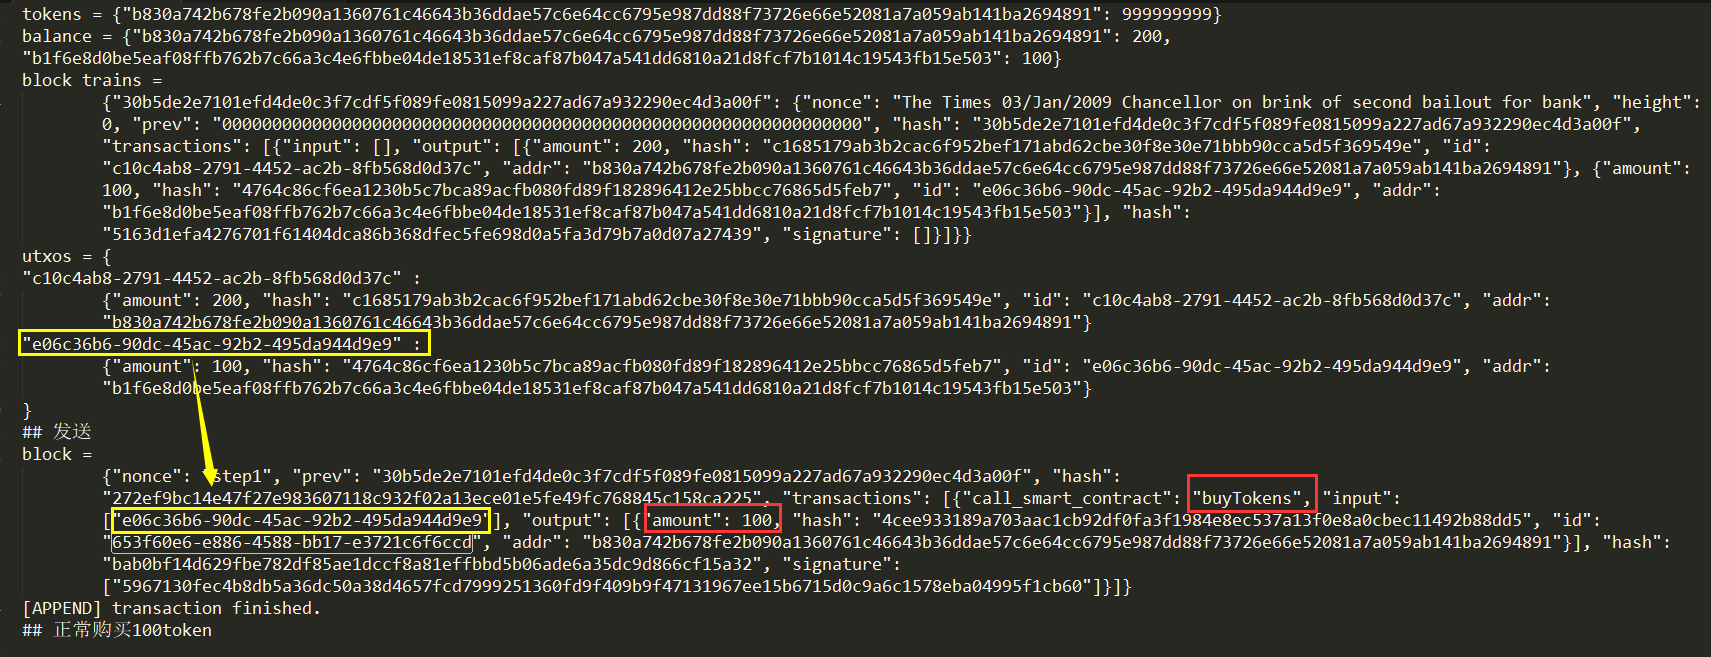 tokens = {"b830a742b678fe2b090a1360761c46643b36ddae57c6e64cc6795e987dd88f73726e66e52081a7a059ab141ba2694891": 999999999}
balance = {"b830a742b678fe2b090a1360761c46643b36ddae57c6e64cc6795e987dd88f73726e66e52081a7a059ab141ba2694891": 200,
"b1f6e8d0be5eaf08ffb762b7c66a3c4e6fbbe04de18531ef8caf87b047a541dd6810a21d8fcf7b1014c19543fb15e503": 100}
block trains =
{"30b5de2e7101efd4de0c3f7cdf5f089fe0815099a227ad67a932290ec4d3a00f": {"nonce": "The Times 03/Jan/2009 Chancellor on brink of second bailout for bank", "height":
0, "prev": "0000000000000000000000000000000000000000000000000000000000000000", "hash": "30b5de2e7101efd4de0c3f7cdf5f089fe0815099a227ad67a932290ec4d3a00f",
"transactions": [{"input": [], "output": [{"amount": 200, "hash": "c1685179ab3b2cac6f952bef171abd62cbe30f8e30e71bbb90cca5d5f369549e", "id":
"c10c4ab8-2791-4452-ac2b-8fb568d0d37c", "addr": "b830a742b678fe2b090a1360761c46643b36ddae57c6e64cc6795e987dd88f73726e66e52081a7a059ab141ba2694891"}, {"amount":
100, "hash": "4764c86cf6ea1230b5c7bca89acfb080fd89f182896412e25bbcc76865d5feb7", "id": "e06c36b6-90dc-45ac-92b2-495da944d9e9", "addr":
"b1f6e8d0be5eaf08ffb762b7c66a3c4e6fbbe04de18531ef8caf87b047a541dd6810a21d8fcf7b1014c19543fb15e503"}], "hash":
"5163d1efa4276701f61404dca86b368dfec5fe698d0a5fa3d79b7a0d07a27439", "signature": []}]}}
utxos = {
"c10c4ab8-2791-4452-ac2b-8fb568d0d37c" :
{"amount": 200, "hash": "c1685179ab3b2cac6f952bef171abd62cbe30f8e30e71bbb90cca5d5f369549e", "id": "c10c4ab8-2791-4452-ac2b-8fb568d0d37c", "addr":
"b830a742b678fe2b090a1360761c46643b36ddae57c6e64cc6795e987dd88f73726e66e52081a7a059ab141ba2694891"}
"e06c36b6-90dc-45ac-92b2-495da944d9e9" :
{"amount": 100, "hash": "4764c86cf6ea1230b5c7bca89acfb080fd89f182896412e25bbcc76865d5feb7", "id": "e06c36b6-90dc-45ac-92b2-495da944d9e9", "addr":
"b1f6e8d0be5eaf08ffb762b7c66a3c4e6fbbe04de18531ef8caf87b047a541dd6810a21d8fcf7b1014c19543fb15e503"}
}
## 发送
block =
{"nonce": "step1", "prev": "30b5de2e7101efd4de0c3f7cdf5f089fe0815099a227ad67a932290ec4d3a00f", "hash":
"272ef9bc14e47f27e983607118c932f02a13ece01e5fe49fc768845c158ca225", "transactions": [{"call_smart_contract": "buyTokens", "input":
["e06c36b6-90dc-45ac-92b2-495da944d9e9"], "output": [{"amount": 100, "hash": "4cee933189a703aac1cb92df0fa3f1984e8ec537a13f0e8a0cbec11492b88dd5", "id":
"653f60e6-e886-4588-bb17-e3721c6f6ccd", "addr": "b830a742b678fe2b090a1360761c46643b36ddae57c6e64cc6795e987dd88f73726e66e52081a7a059ab141ba2694891"}], "hash":
"bab0bf14d629fbe782df85ae1dccf8a81effbbd5b06ade6a35dc9d866cf15a32", "signature":
["5967130fec4b8db5a36dc50a38d4657fcd7999251360fd9f409b9f47131967ee15b6715d0c9a6c1578eba04995f1cb60"]}]}
[APPEND] transaction finished.
## 正常购买100token